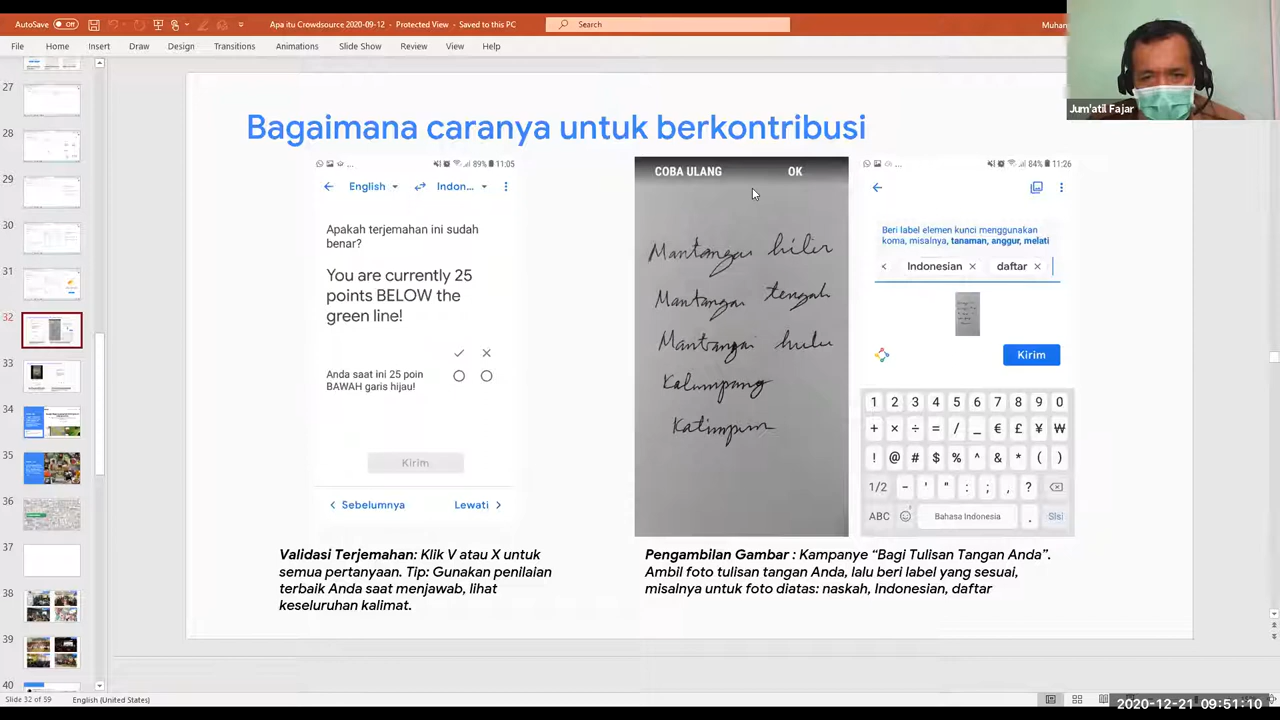 AutoSave Off
Apa itu Crowdsource 2020-09-12 - Protected View - Saved to this PC
Search
Muhan
File Home Insert Draw Design Transitions Animations Slide Show Review View Help
Jum'atil Fajar
27
28
29
30
31
32
33
34
35
36
37
38
39
40
Bagaimana caranya untuk berkontribusi
89% 11:05
English Indon...
Apakah terjemahan ini sudah
benar?
You are currently 25
points BELOW the
green line!
Anda saat ini 25 poin
BAWAH garis hijau!
Kirim
Sebelumnya Lewati
COBA ULANG OK
Mantangai hilir
Mantangai tengah
Mantangai hulu
Kalumpang
Katimpun
84% 11:26
Beri label elemen kunci menggunakan
koma, misalnya, tanaman, anggur, melati
Indonesian × daftar ×
Kirim
1 2 3 4 5 6 7 8 9 0
+ × ÷ = / _ € £ ¥ ₩
! @ # $ % ^ & * ( )
1/2 - ' " : ; , ?
ABC Bahasa Indonesia . Slsi
Validasi Terjemahan: Klik V atau X untuk
semua pertanyaan. Tip: Gunakan penilaian
terbaik Anda saat menjawab, lihat
keseluruhan kalimat.
Pengambilan Gambar : Kampanye “Bagi Tulisan Tangan Anda”.
Ambil foto tulisan tangan Anda, lalu beri label yang sesuai,
misalnya untuk foto diatas: naskah, Indonesian, daftar
Slide 32 of 59 English (United States)
2020-12-21 09:51:10